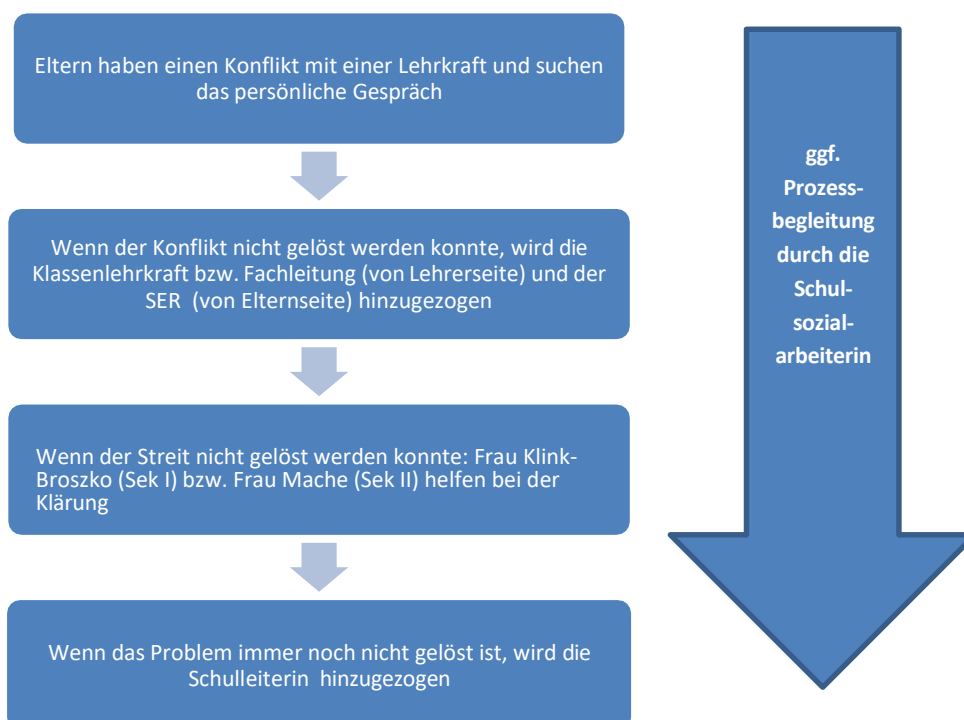 Eltern haben einen Konflikt mit einer Lehrkraft und suchen
das persönliche Gespräch
Wenn der Konflikt nicht gelöst werden konnte, wird die
Klassenlehrkraft bzw. Fachleitung (von Lehrerseite) und der
SER (von Elternseite) hinzugezogen
Wenn der Streit nicht gelöst werden konnte: Frau Klink-
Broszko (Sek I) bzw. Frau Mache (Sek II) helfen bei der
Klärung
Wenn das Problem immer noch nicht gelöst ist, wird die
Schulleiterin hinzugezogen
ggf.
Prozess-
begleitung
durch die
Schul-
sozial-
arbeiterin